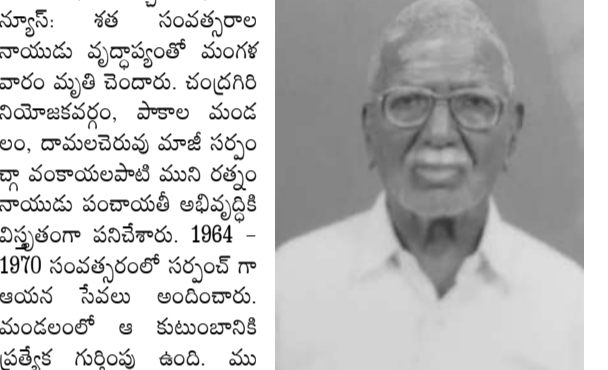 న్యూస్: శత సంవత్సరాల
నాయుడు వృద్ధాప్యంతో మంగళ
వారం మృతి చెందారు. చంద్రగిరి
నియోజకవర్గం, పాకాల మండ
లం, దామలచెరువు మాజీ సర్పం
చ్గా వంకాయలపాటి ముని రత్నం
నాయుడు పంచాయతీ అభివృద్ధికి
విస్తృతంగా పనిచేశారు. 1964 –
1970 సంవత్సరంలో సర్పంచ్ గా
ఆయన సేవలు అందించారు.
మండలంలో ఆ కుటుంబానికి
ప్రత్యేక గుర్తింపు ఉంది. ము